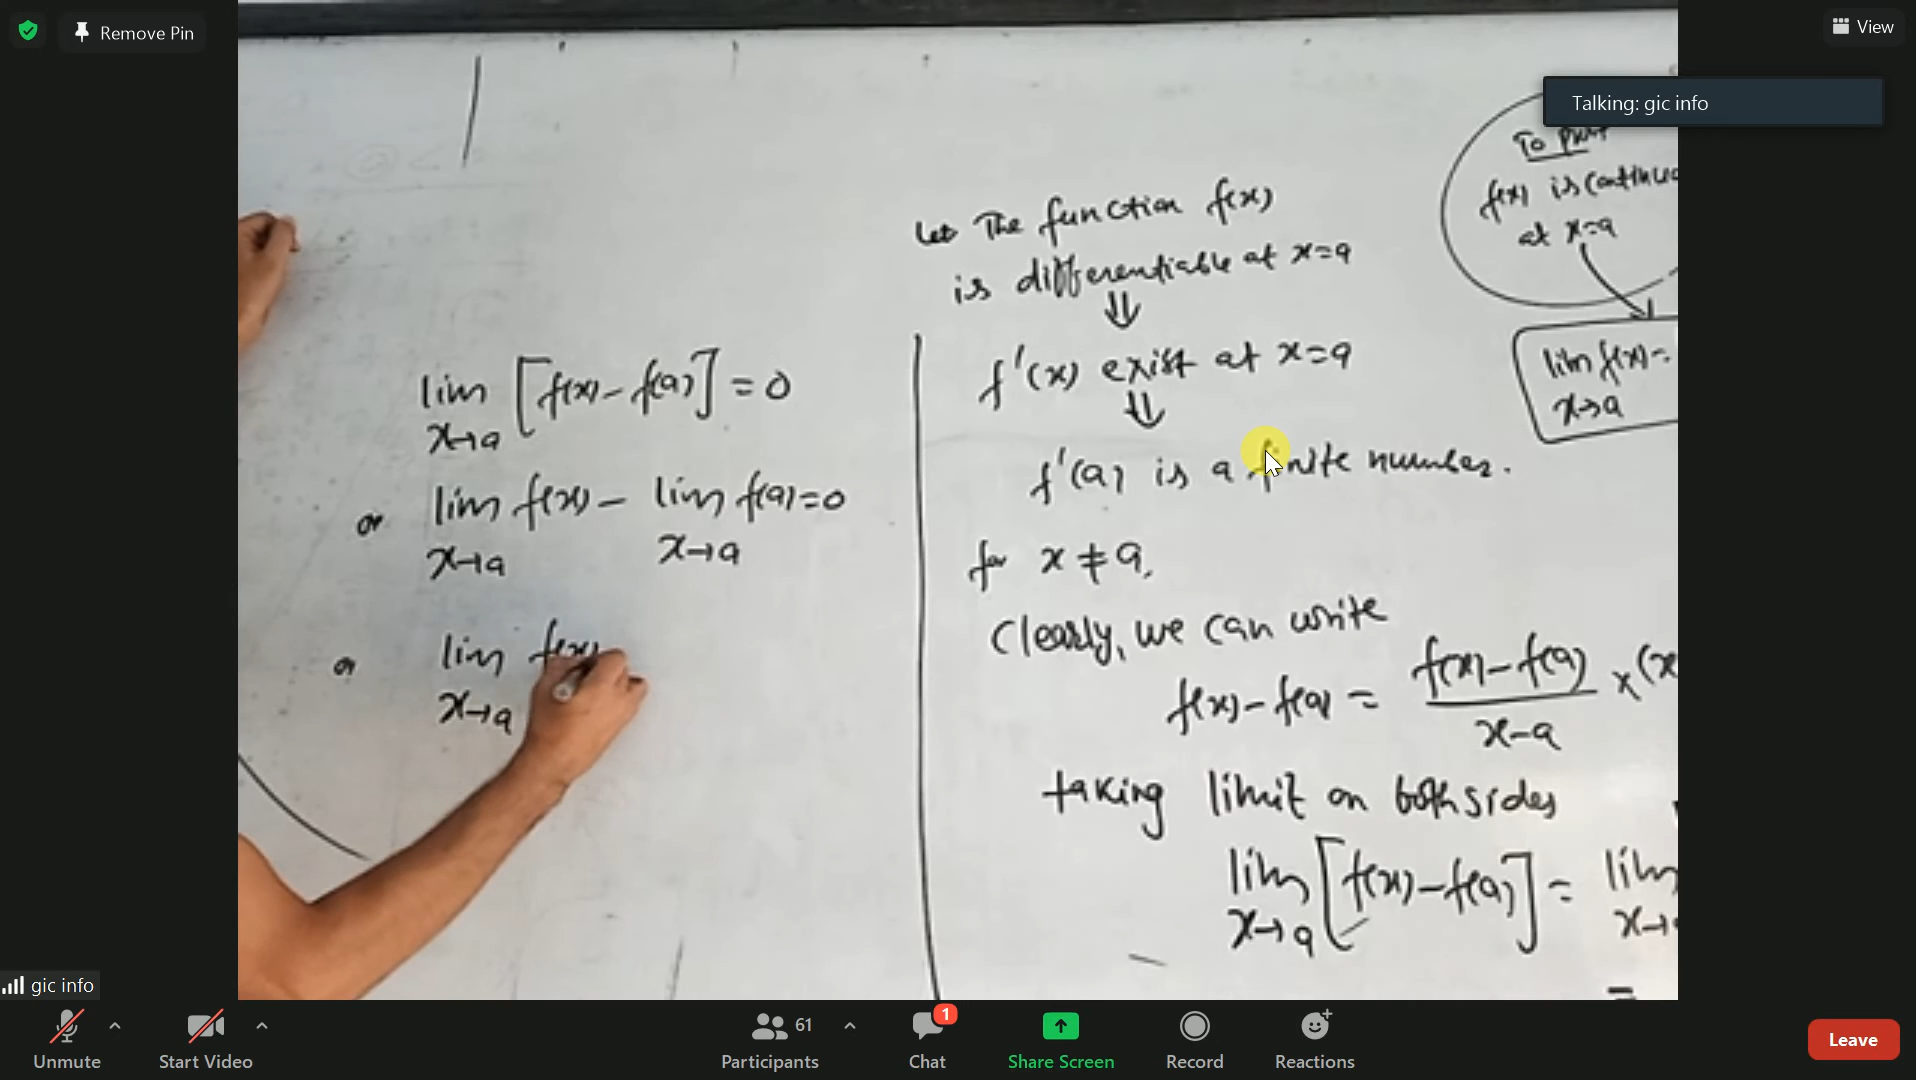 Remove Pin
View
Talking: gic info
To
f(x) is
at x=a
lim f(x)=
x→a
Let The function f(x)
is differentiable at x=a
⇓
f'(x) exist at x=a
⇓
f'(a) is a finite number.
for x ≠ a,
Clearly, we can write
f(x)-f(a) = f(x)-f(a) / x-a ×(x
taking limit on both sides
lim [f(x)-f(a)] = lim
x→a x→
=
lim [f(x)-f(a)] = 0
x→a
or lim f(x) - lim f(a)=0
x→a x→a
or lim f(x)
x→a
gic info
Unmute
Start Video
61
Participants
1
Chat
Share Screen
Record
Reactions
Leave